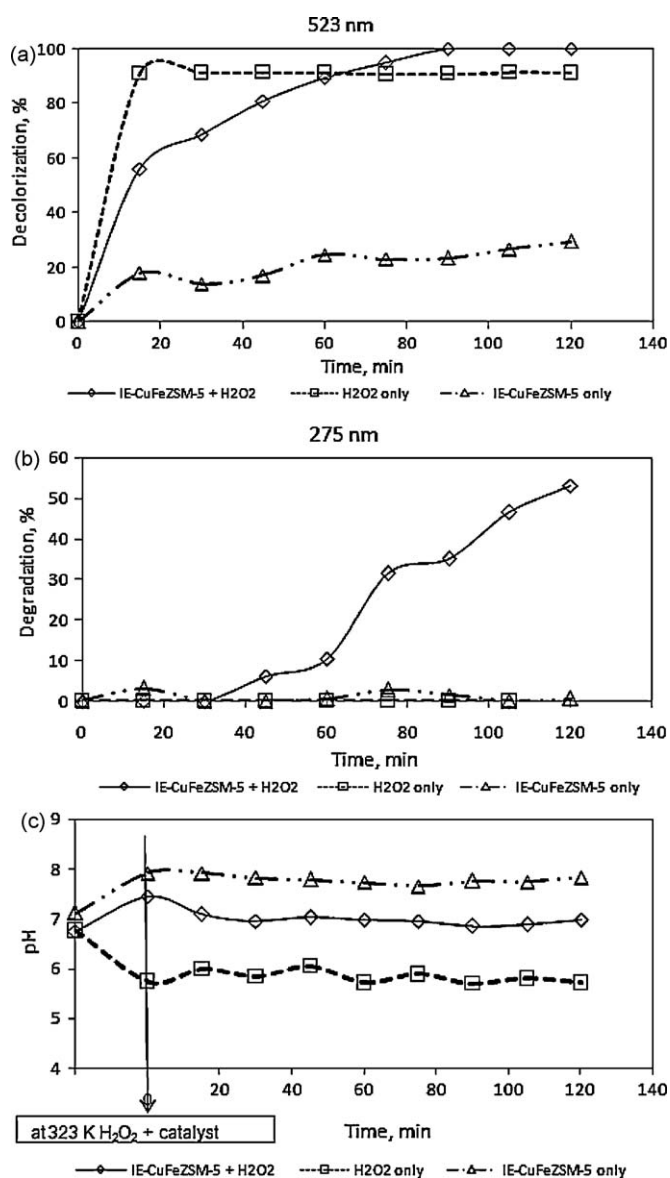 523 nm
(a)
100
80
60
40
20
0
Decolorization, %
0 20 40 60 80 100 120 140
Time, min
IE-CuFeZSM-5 + H2O2 H2O2 only IE-CuFeZSM-5 only
275 nm
(b)
60
50
40
30
20
10
0
Degradation, %
0 20 40 60 80 100 120 140
Time, min
IE-CuFeZSM-5 + H2O2 H2O2 only IE-CuFeZSM-5 only
(c)
9
8
7
6
5
4
pH
0 20 40 60 80 100 120 140
at323 K H₂O₂ + catalyst
Time, min
IE-CuFeZSM-5 + H2O2 H2O2 only IE-CuFeZSM-5 only